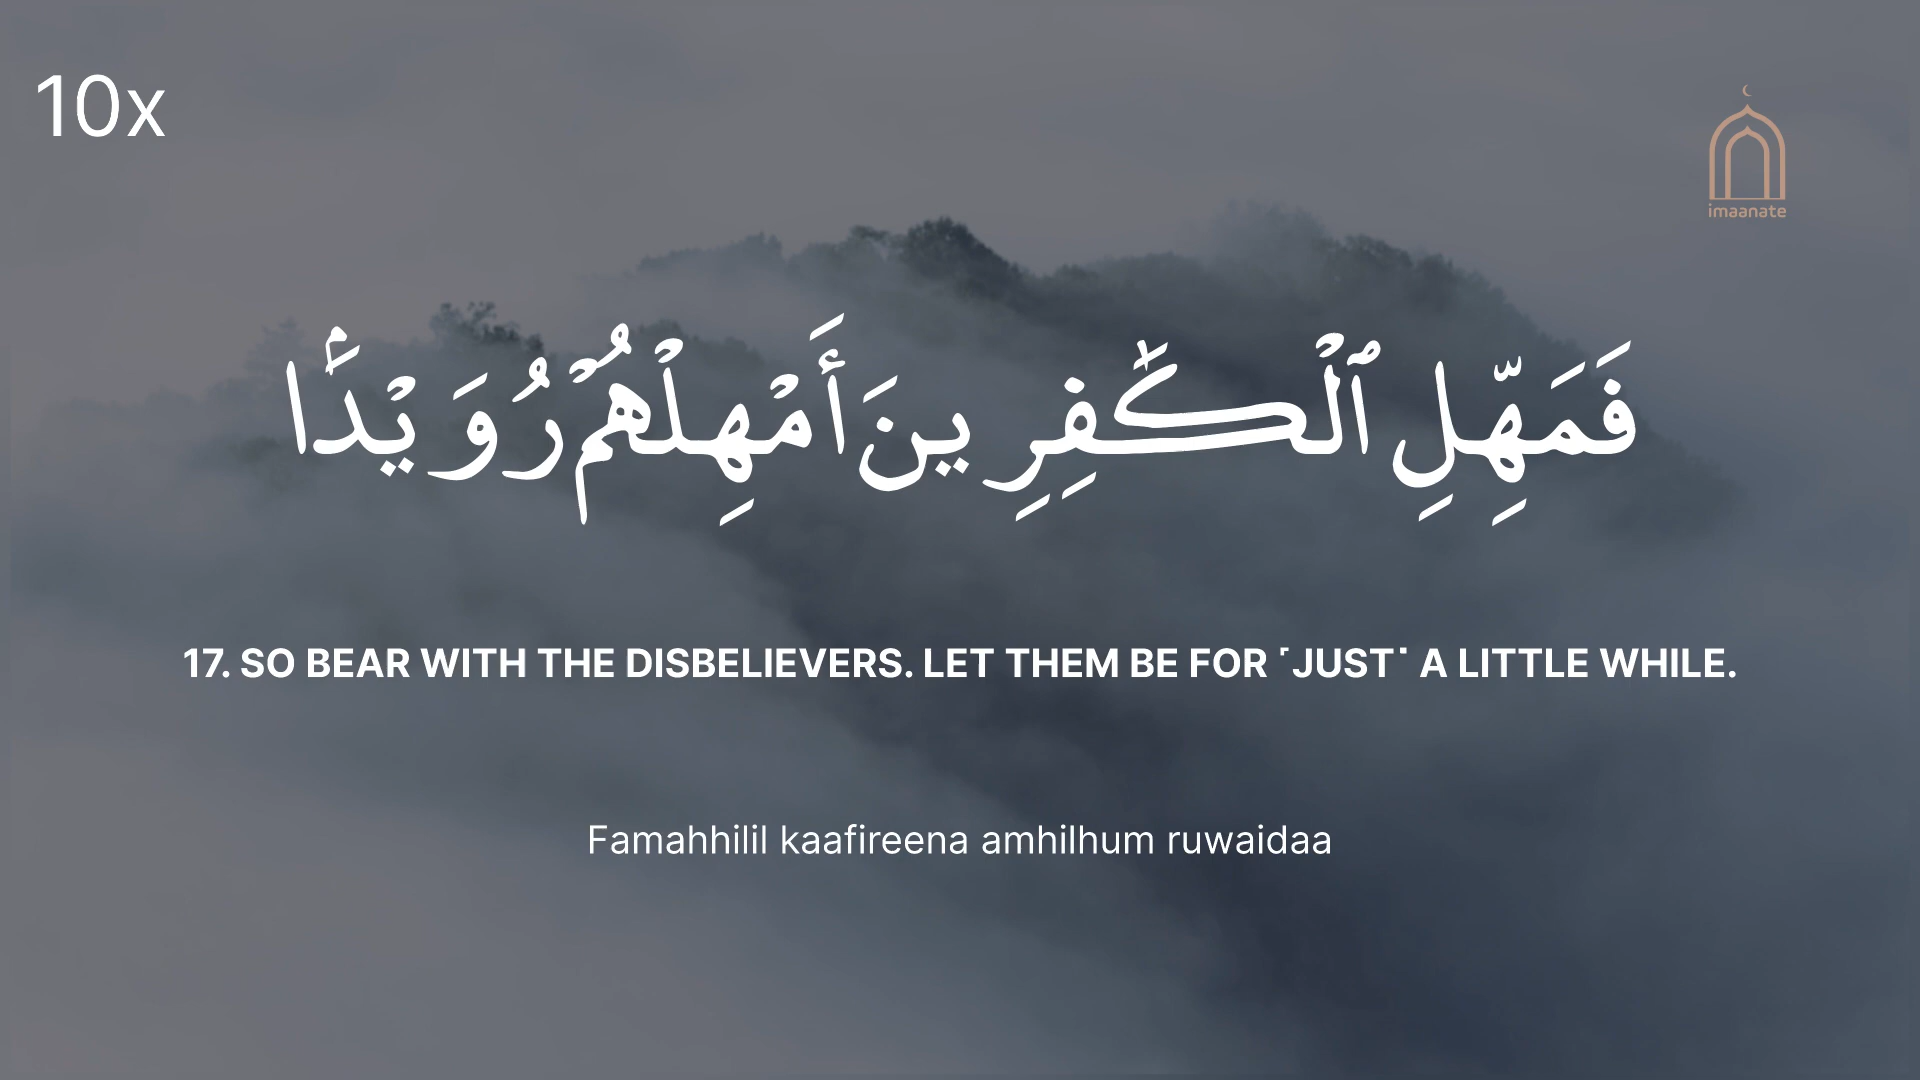 10x
imaanate
فَمَهِّلِ ٱلْكَٰفِرِينَ أَمْهِلْهُمْ رُوَيْدًۢا
17. SO BEAR WITH THE DISBELIEVERS. LET THEM BE FOR ˹JUST˺ A LITTLE WHILE.
Famahhilil kaafireena amhilhum ruwaidaa